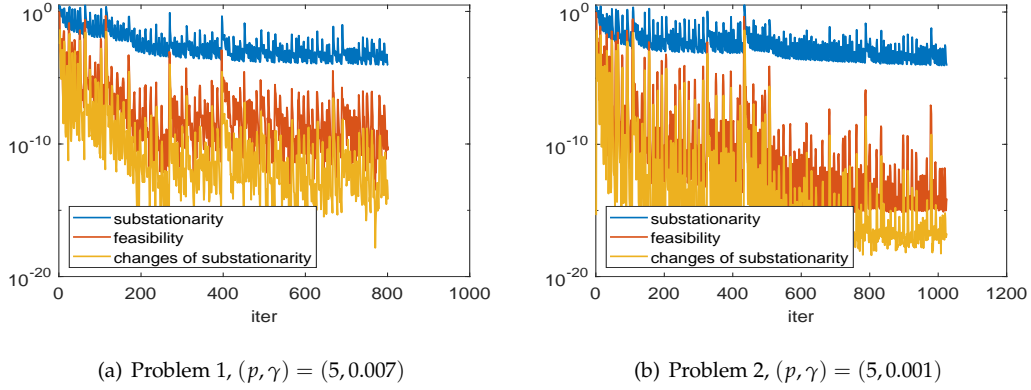 10^0
10^-10
10^-20
substationarity
feasibility
changes of substationarity
0 200 400 600 800 1000
iter
(a) Problem 1, (p, γ) = (5, 0.007)
10^0
10^-10
10^-20
substationarity
feasibility
changes of substationarity
0 200 400 600 800 1000 1200
iter
(b) Problem 2, (p, γ) = (5, 0.001)